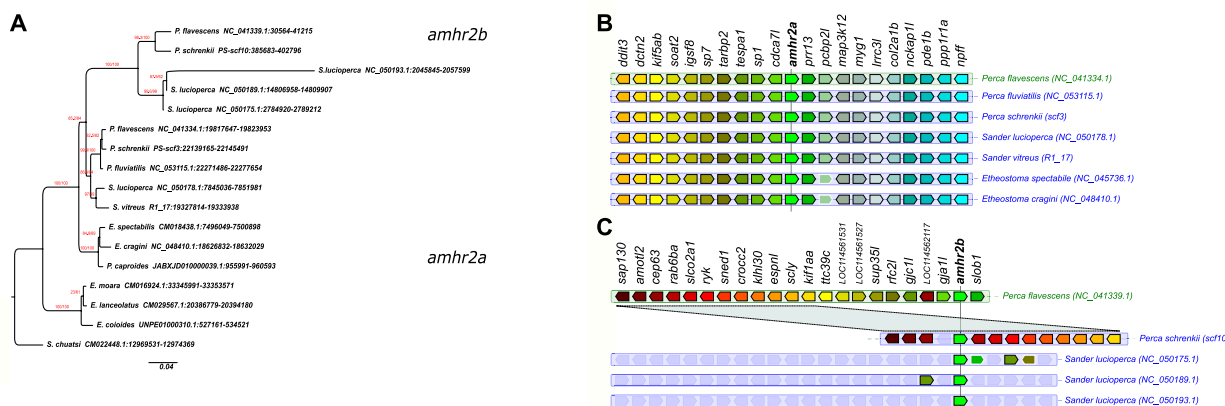 A
P. flavescens NC_041339.1:30564-41215
amhr2b
P. schrenkii PS-scf10:385683-402796
S.lucioperca NC_050193.1:2045845-2057599
S. lucioperca NC_050189.1:14806958-14809907
S. lucioperca NC_050175.1:2784920-2789212
P. flavescens NC_041334.1:19817647-19823953
P. schrenkii PS-scf3:22139165-22145491
P. fluviatilis NC_053115.1:22271486-22277654
S. lucioperca NC_050178.1:7845036-7851981
S. vitreus R1_17:19327814-19333938
E. spectabilis CM018438.1:7496049-7500898
E. cragini NC_048410.1:18626832-18632029
amhr2a
P. caproides JABXJD010000039.1:955991-960593
E. moara CM016924.1:33345991-33353571
E. lanceolatus CM029567.1:20386779-20394180
E. coioides UNPE01000310.1:527161-534521
S. chuatsi CM022448.1:12969531-12974369
0.04
B
ddit3 dctn2 kif5ab soat2 igsf8 sp7 tarbp2 tespa1 sp1 cdca7l amhr2a prr13 pcbp2l map3k12 myg1 lrrc3l col2a1b nckap1l pde1b ppp1r1a npff
Perca flavescens (NC_041334.1)
Perca fluviatilis (NC_053115.1)
Perca schrenkii (scf3)
Sander lucioperca (NC_050178.1)
Sander vitreus (R1_17)
Etheostoma spectabile (NC_045736.1)
Etheostoma cragini (NC_048410.1)
C
sap130 amotl2 cep63 rab6ba slco2a1 ryk sned1 crocc2 klhl30 espnl scly kif1aa ttc39c LOC114561531 LOC114561527 sup35l rfc2l gjc1l LOC114562117 gja1l amhr2b slob1
Perca flavescens (NC_041339.1)
Perca schrenkii (scf10
Sander lucioperca (NC_050175.1)
Sander lucioperca (NC_050189.1)
Sander lucioperca (NC_050193.1)